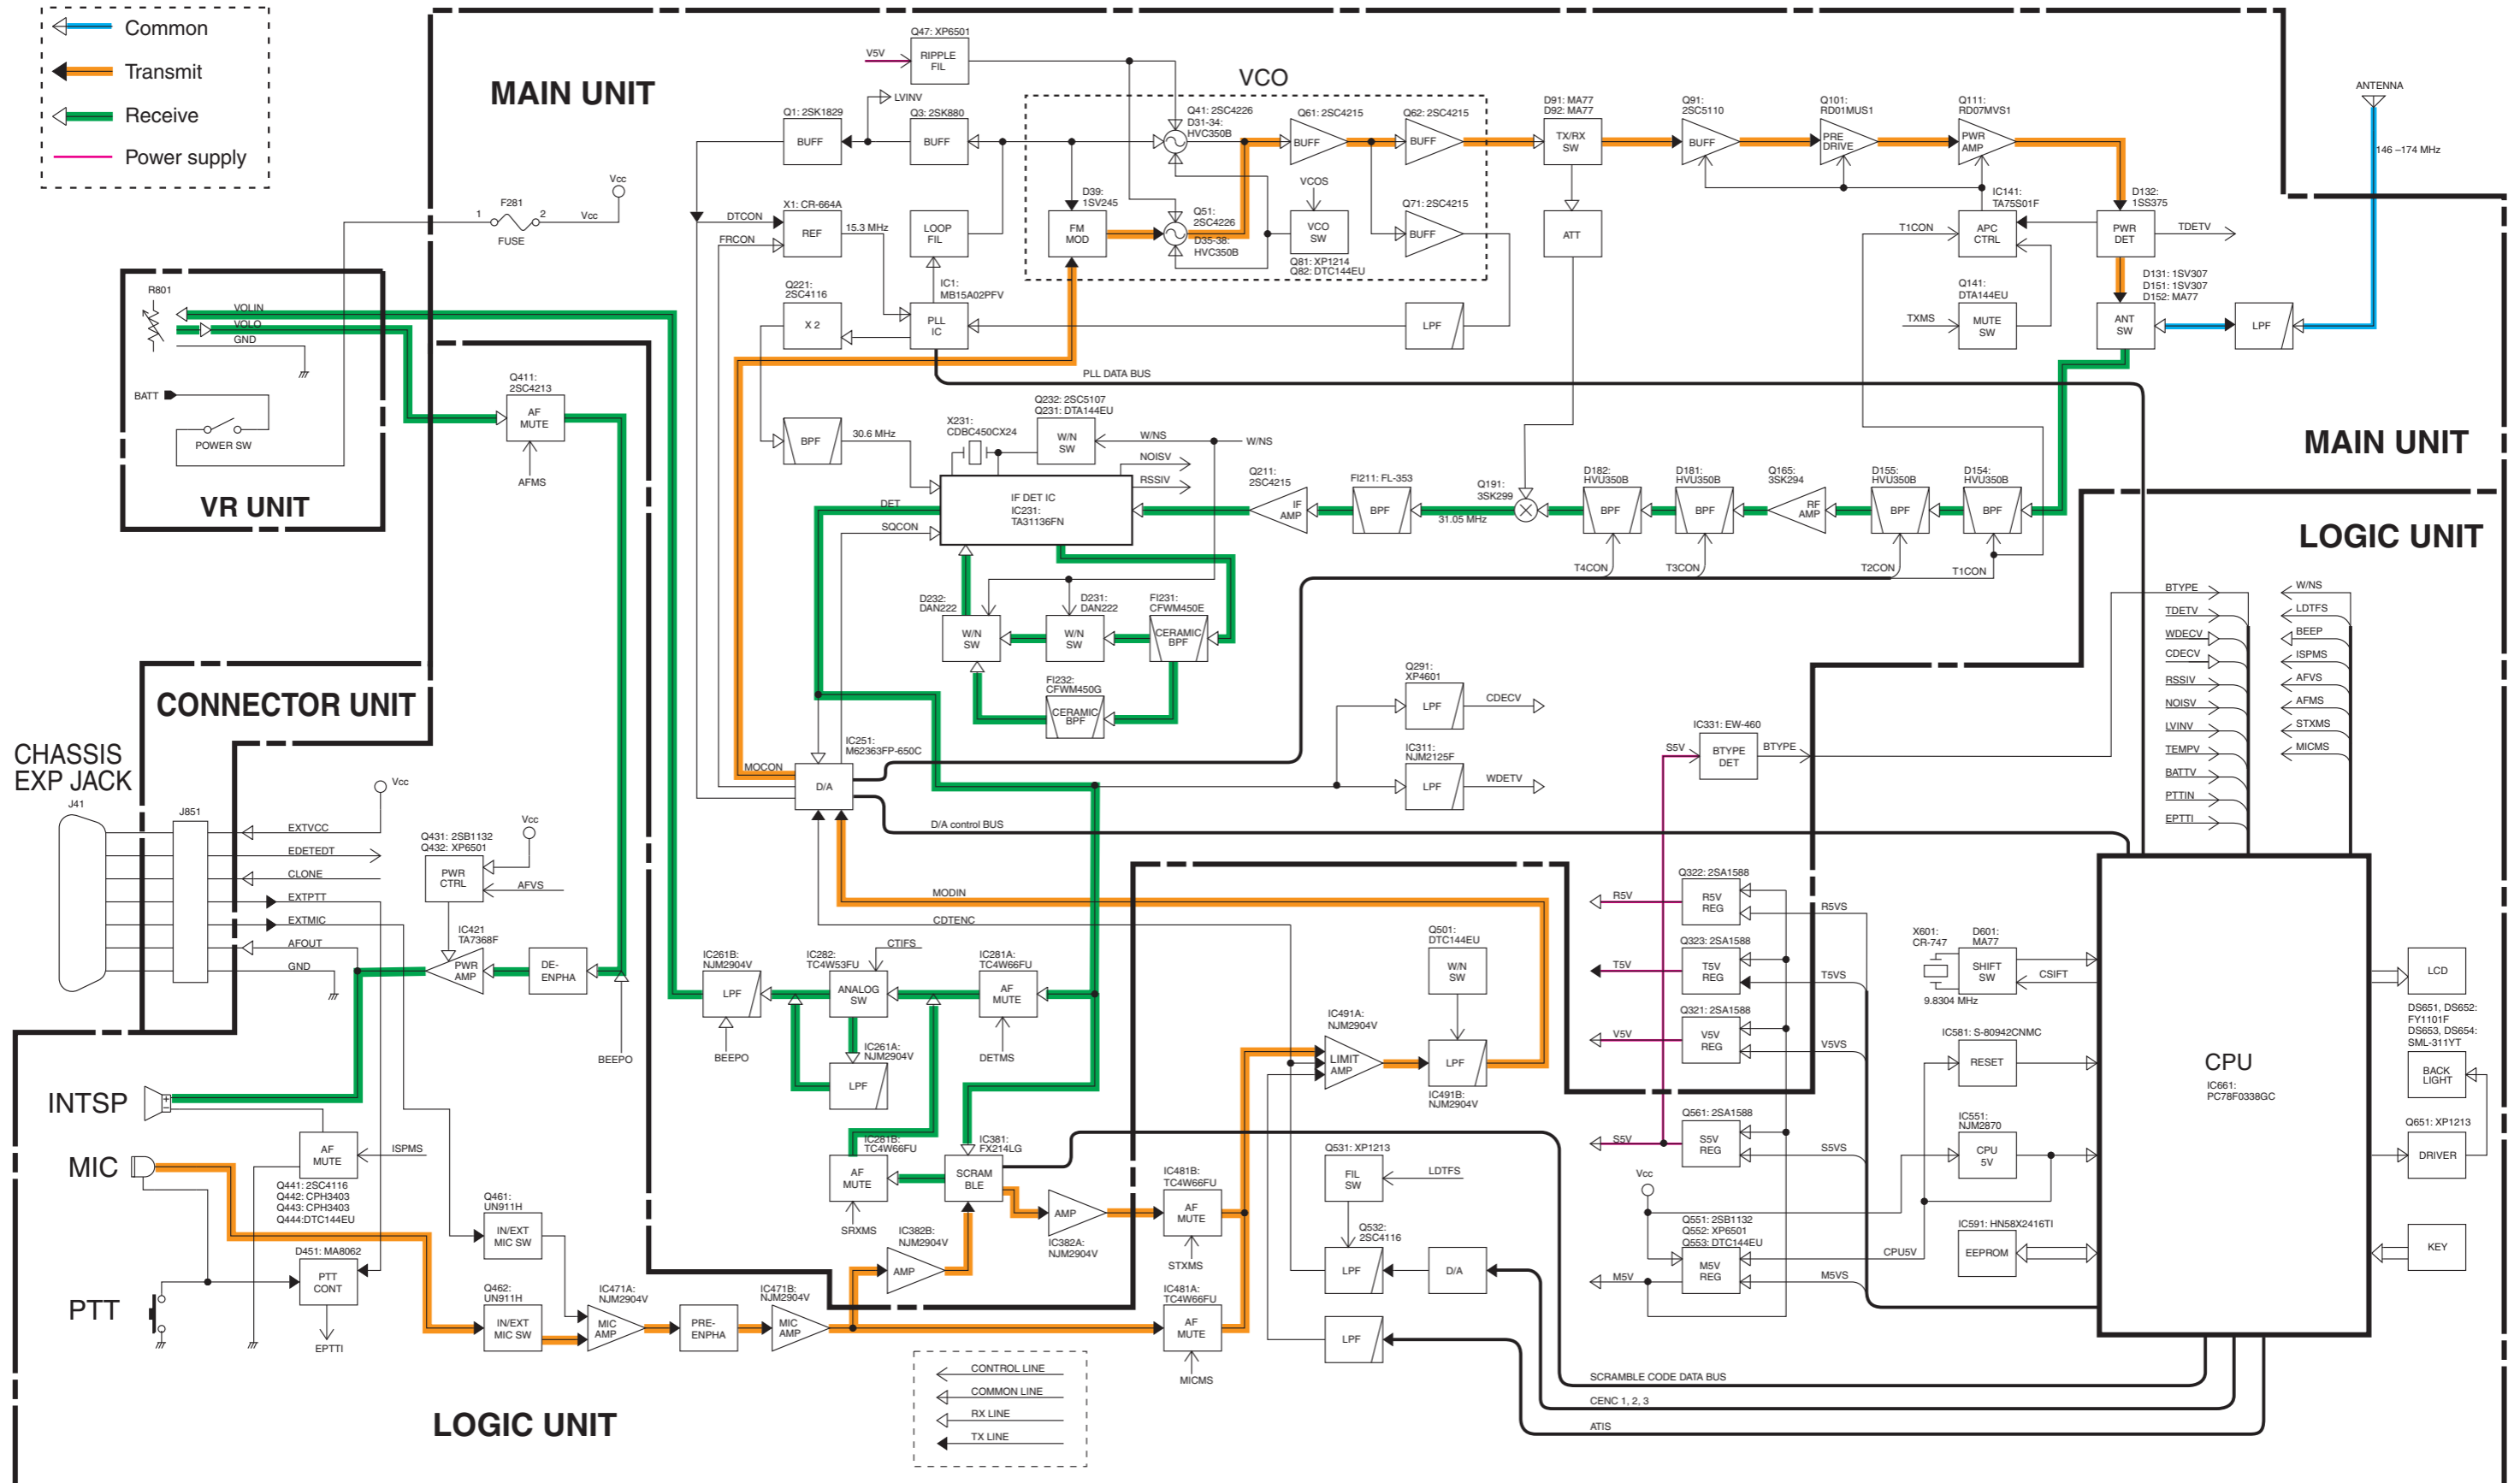 Common
Transmit
Receive
Power supply
MAIN UNIT
Q47: XP6501
V5V
RIPPLE
FIL
LVINV
Q1: 2SK1829
BUFF
Q3: 2SK880
BUFF
VCO
Q41: 2SC4226
D31-34:
HVC350B
Q61: 2SC4215
BUFF
Q62: 2SC4215
BUFF
D91: MA77
D92: MA77
TX/RX
SW
Q91:
2SC5110
BUFF
Q101:
RD01MUS1
PRE
DRIVE
Q111:
RD07MVS1
PWR
AMP
ANTENNA
146 –174 MHz
Vcc
F281
1
2
Vcc
FUSE
DTCON
FRCON
X1: CR-664A
REF
15.3 MHz
LOOP
FIL
D39:
1SV245
FM
MOD
Q51:
2SC4226
D35-38:
HVC350B
VCOS
VCO
SW
Q81: XP1214
Q82: DTC144EU
Q71: 2SC4215
BUFF
ATT
T1CON
IC141:
TA75S01F
APC
CTRL
D132:
1SS375
PWR
DET
TDETV
R801
VOLIN
VOLO
GND
BATT
POWER SW
VR UNIT
Q221:
2SC4116
X 2
IC1:
MB15A02PFV
PLL
IC
LPF
TXMS
Q141:
DTA144EU
MUTE
SW
D131: 1SV307
D151: 1SV307
D152: MA77
ANT
SW
LPF
PLL DATA BUS
Q411:
2SC4213
AF
MUTE
AFMS
BPF
30.6 MHz
X231:
CDBC450CX24
Q232: 2SC5107
Q231: DTA144EU
W/N
SW
W/NS
W/NS
NOISV
RSSIV
MAIN UNIT
DET
SQCON
IF DET IC
IC231:
TA31136FN
Q211:
2SC4215
IF
AMP
FI211: FL-353
BPF
31.05 MHz
Q191:
3SK299
D182:
HVU350B
BPF
D181:
HVU350B
BPF
Q165:
3SK294
RF
AMP
D155:
HVU350B
BPF
D154:
HVU350B
BPF
LOGIC UNIT
T4CON
T3CON
T2CON
T1CON
D232:
DAN222
W/N
SW
D231:
DAN222
W/N
SW
FI231:
CFWM450E
CERAMIC
BPF
FI232:
CFWM450G
CERAMIC
BPF
BTYPE
TDETV
WDECV
CDECV
RSSIV
NOISV
LVINV
TEMPV
BATTV
PTTIN
EPTTI
W/NS
LDTFS
BEEP
ISPMS
AFVS
AFMS
STXMS
MICMS
CONNECTOR UNIT
CHASSIS
EXP JACK
J41
J851
Vcc
EXTVCC
EDETEDT
CLONE
EXTPTT
EXTMIC
AFOUT
GND
IC251:
M62363FP-650C
MOCON
D/A
Q291:
XP4601
LPF
CDECV
IC311:
NJM2125F
LPF
WDETV
IC331: EW-460
S5V
BTYPE
DET
BTYPE
D/A control BUS
Q431: 2SB1132
Q432: XP6501
Vcc
PWR
CTRL
AFVS
IC421
TA7368F
PWR
AMP
DE-
ENPHA
BEEPO
MODIN
CDTENC
IC261B:
NJM2904V
LPF
BEEPO
IC282:
TC4W53FU
CTIFS
ANALOG
SW
IC281A:
TC4W66FU
AF
MUTE
DETMS
IC261A:
NJM2904V
LPF
Q501:
DTC144EU
W/N
SW
IC491A:
NJM2904V
LIMIT
AMP
LPF
IC491B:
NJM2904V
Q322: 2SA1588
R5V
R5V
REG
R5VS
Q323: 2SA1588
T5V
T5V
REG
T5VS
Q321: 2SA1588
V5V
V5V
REG
V5VS
Q561: 2SA1588
S5V
S5V
REG
S5VS
Vcc
Q551: 2SB1132
Q552: XP6501
Q553: DTC144EU
M5V
M5V
REG
CPU5V
M5VS
X601:
CR-747
9.8304 MHz
D601:
MA77
SHIFT
SW
CSIFT
IC581: S-80942CNMC
RESET
IC551:
NJM2870
CPU
5V
IC591: HN58X2416TI
EEPROM
CPU
IC661:
PC78F0338GC
LCD
DS651, DS652:
FY1101F
DS653, DS654:
SML-311YT
BACK
LIGHT
Q651: XP1213
DRIVER
KEY
INTSP
+
–
AF
MUTE
ISPMS
Q441: 2SC4116
Q442: CPH3403
Q443: CPH3403
Q444:DTC144EU
MIC
D451: MA8062
PTT
CONT
EPTTI
PTT
Q461:
UN911H
IN/EXT
MIC SW
Q462:
UN911H
IN/EXT
MIC SW
IC471A:
NJM2904V
MIC
AMP
PRE-
ENPHA
IC471B:
NJM2904V
MIC
AMP
IC281B:
TC4W66FU
AF
MUTE
SRXMS
IC381:
FX214LG
SCRAM
BLE
IC382B:
NJM2904V
AMP
AMP
IC382A:
NJM2904V
IC481B:
TC4W66FU
AF
MUTE
STXMS
IC481A:
TC4W66FU
AF
MUTE
MICMS
Q531: XP1213
FIL
SW
LDTFS
Q532:
2SC4116
LPF
D/A
LPF
SCRAMBLE CODE DATA BUS
CENC 1, 2, 3
ATIS
CONTROL LINE
COMMON LINE
RX LINE
TX LINE
LOGIC UNIT